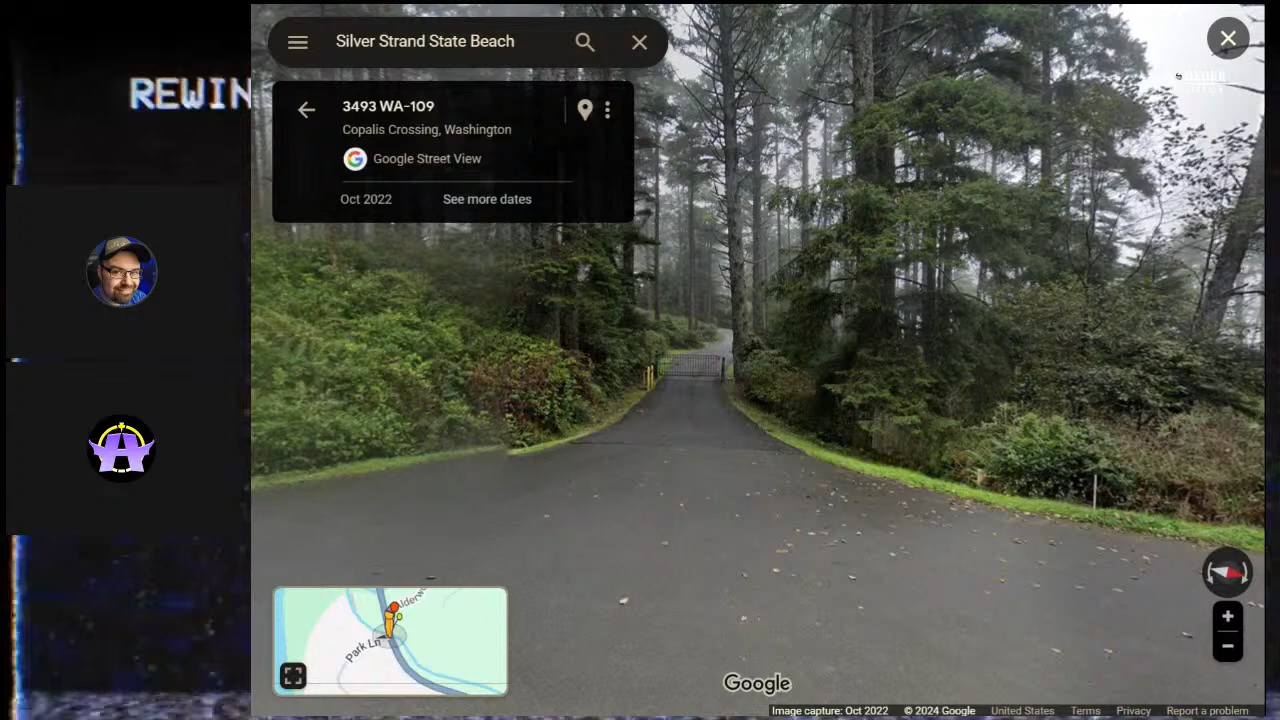 REWIN
Silver Strand State Beach
3493 WA-109
Copalis Crossing, Washington
Google Street View
Oct 2022
See more dates
A
Park Ln
Google
Image capture: Oct 2022 © 2024 Google United States Terms Privacy Report a problem